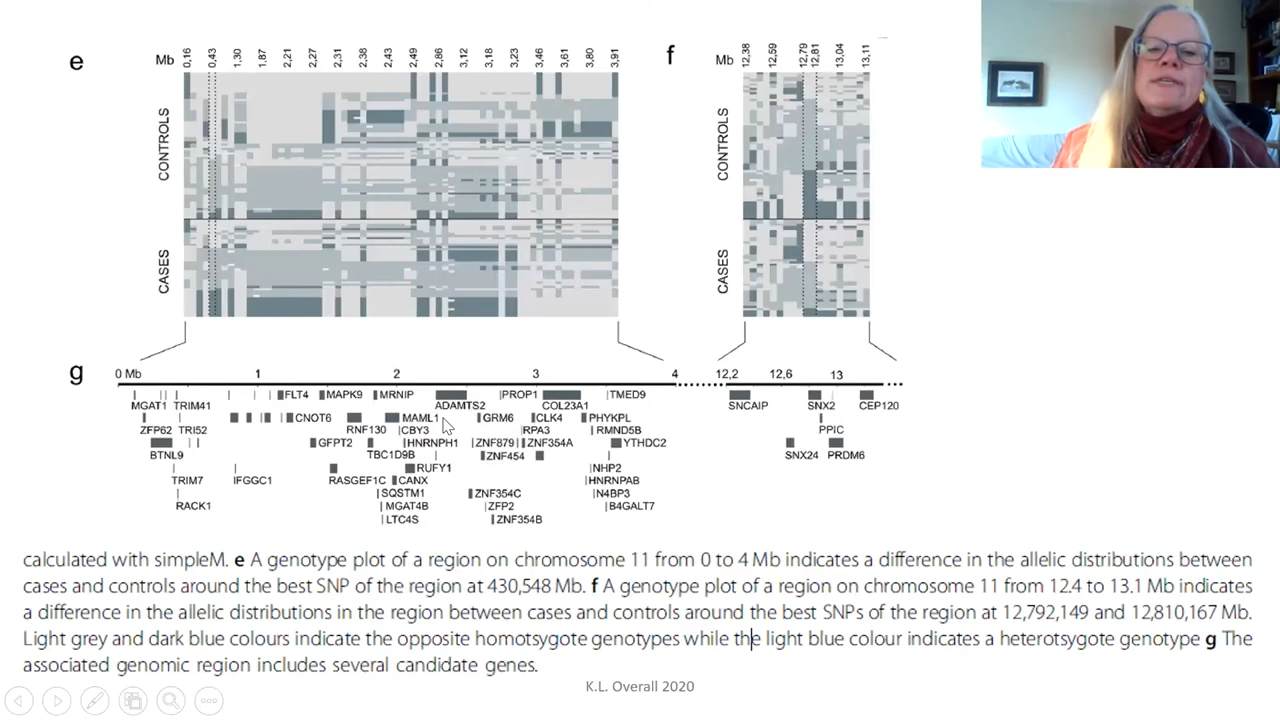 e
Mb 0,16 0,43 1,30 1,87 2,21 2,27 2,31 2,38 2,43 2,49 2,86 3,12 3,18 3,23 3,46 3,61 3,80 3,91
CONTROLS
CASES
f
Mb 12,38 12,59 12,79 12,81 13,04 13,11
CONTROLS
CASES
g
0 Mb 1 2 3 4 12,2 12,6 13
FLT4 MAPK9 MRNIP PROP1 TMED9
MGAT1 TRIM41 ADAMTS2 COL23A1 SNCAIP SNX2 CEP120
CNOT6 MAML1 GRM6 CLK4 PHYKPL
ZFP62 TRI52 RNF130 CBY3 RPA3 RMND5B PPIC
GFPT2 HNRNPH1 ZNF879 ZNF354A YTHDC2
BTNL9 TBC1D9B ZNF454 SNX24 PRDM6
RUFY1 NHP2
TRIM7 IFGGC1 RASGEF1C CANX HNRNPAB
SQSTM1 ZNF354C N4BP3
RACK1 MGAT4B ZFP2 B4GALT7
LTC4S ZNF354B
calculated with simpleM. e A genotype plot of a region on chromosome 11 from 0 to 4 Mb indicates a difference in the allelic distributions between
cases and controls around the best SNP of the region at 430,548 Mb. f A genotype plot of a region on chromosome 11 from 12.4 to 13.1 Mb indicates
a difference in the allelic distributions in the region between cases and controls around the best SNPs of the region at 12,792,149 and 12,810,167 Mb.
Light grey and dark blue colours indicate the opposite homotsygote genotypes while the light blue colour indicates a heterotsygote genotype g The
associated genomic region includes several candidate genes.
K.L. Overall 2020